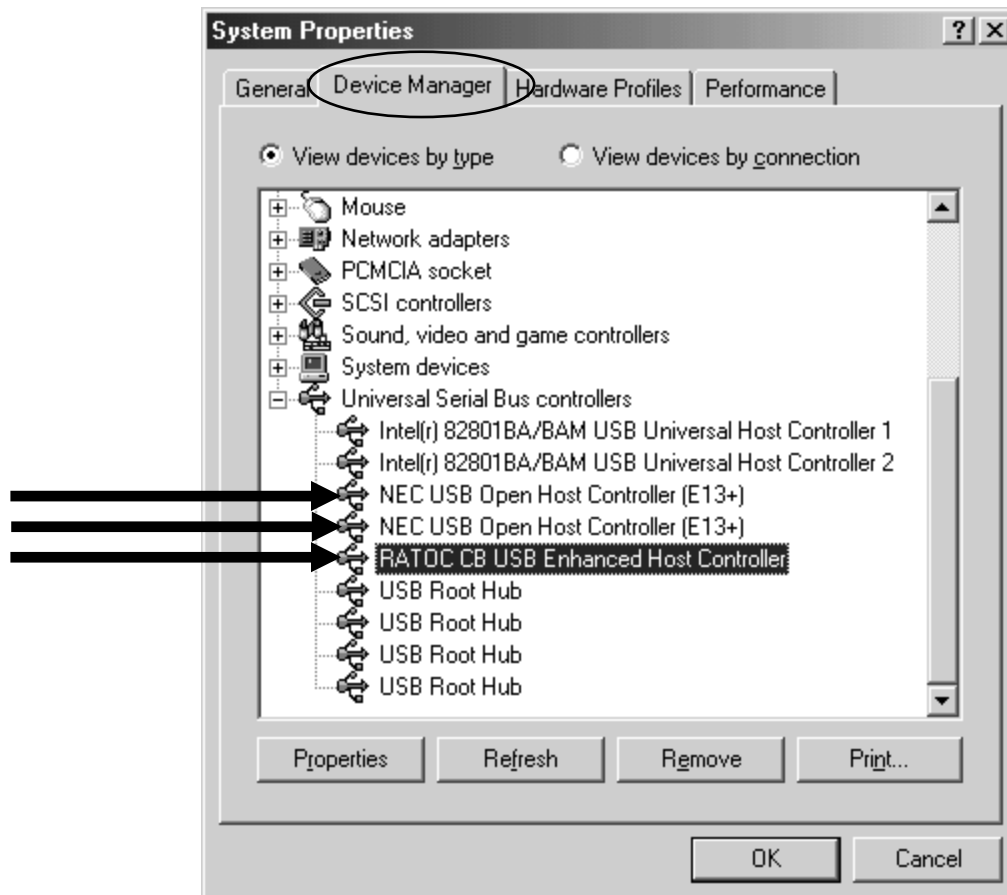 System Properties
General Device Manager Hardware Profiles Performance
View devices by type View devices by connection
Mouse
Network adapters
PCMCIA socket
SCSI controllers
Sound, video and game controllers
System devices
Universal Serial Bus controllers
Intel(r) 82801BA/BAM USB Universal Host Controller 1
Intel(r) 82801BA/BAM USB Universal Host Controller 2
NEC USB Open Host Controller (E13+)
NEC USB Open Host Controller (E13+)
RATOC CB USB Enhanced Host Controller
USB Root Hub
USB Root Hub
USB Root Hub
USB Root Hub
Properties Refresh Remove Print...
OK Cancel